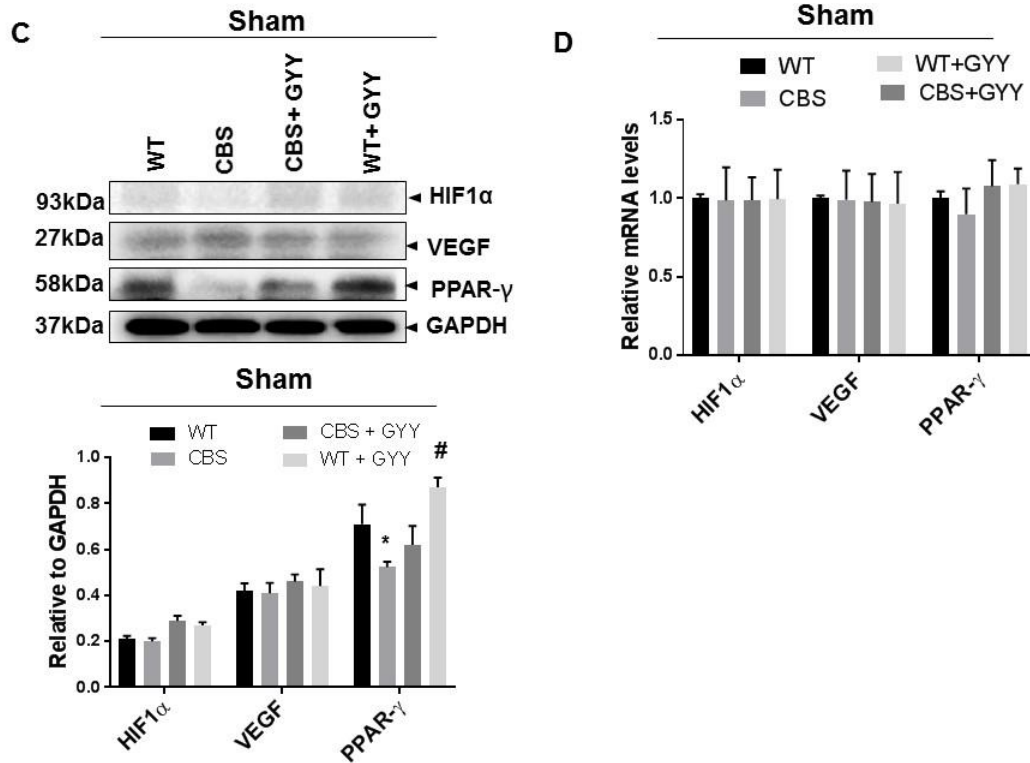 C
Sham
WT
CBS
CBS+ GYY
WT+ GYY
93kDa
HIF1α
27kDa
VEGF
58kDa
PPAR-γ
37kDa
GAPDH
Sham
WT
CBS + GYY
CBS
WT + GYY
Relative to GAPDH
1.0
0.8
0.6
0.4
0.2
0.0
*
#
HIF1α
VEGF
PPAR-γ
D
Sham
WT
WT+GYY
CBS
CBS+GYY
Relative mRNA levels
1.5
1.0
0.5
0.0
HIF1α
VEGF
PPAR-γ